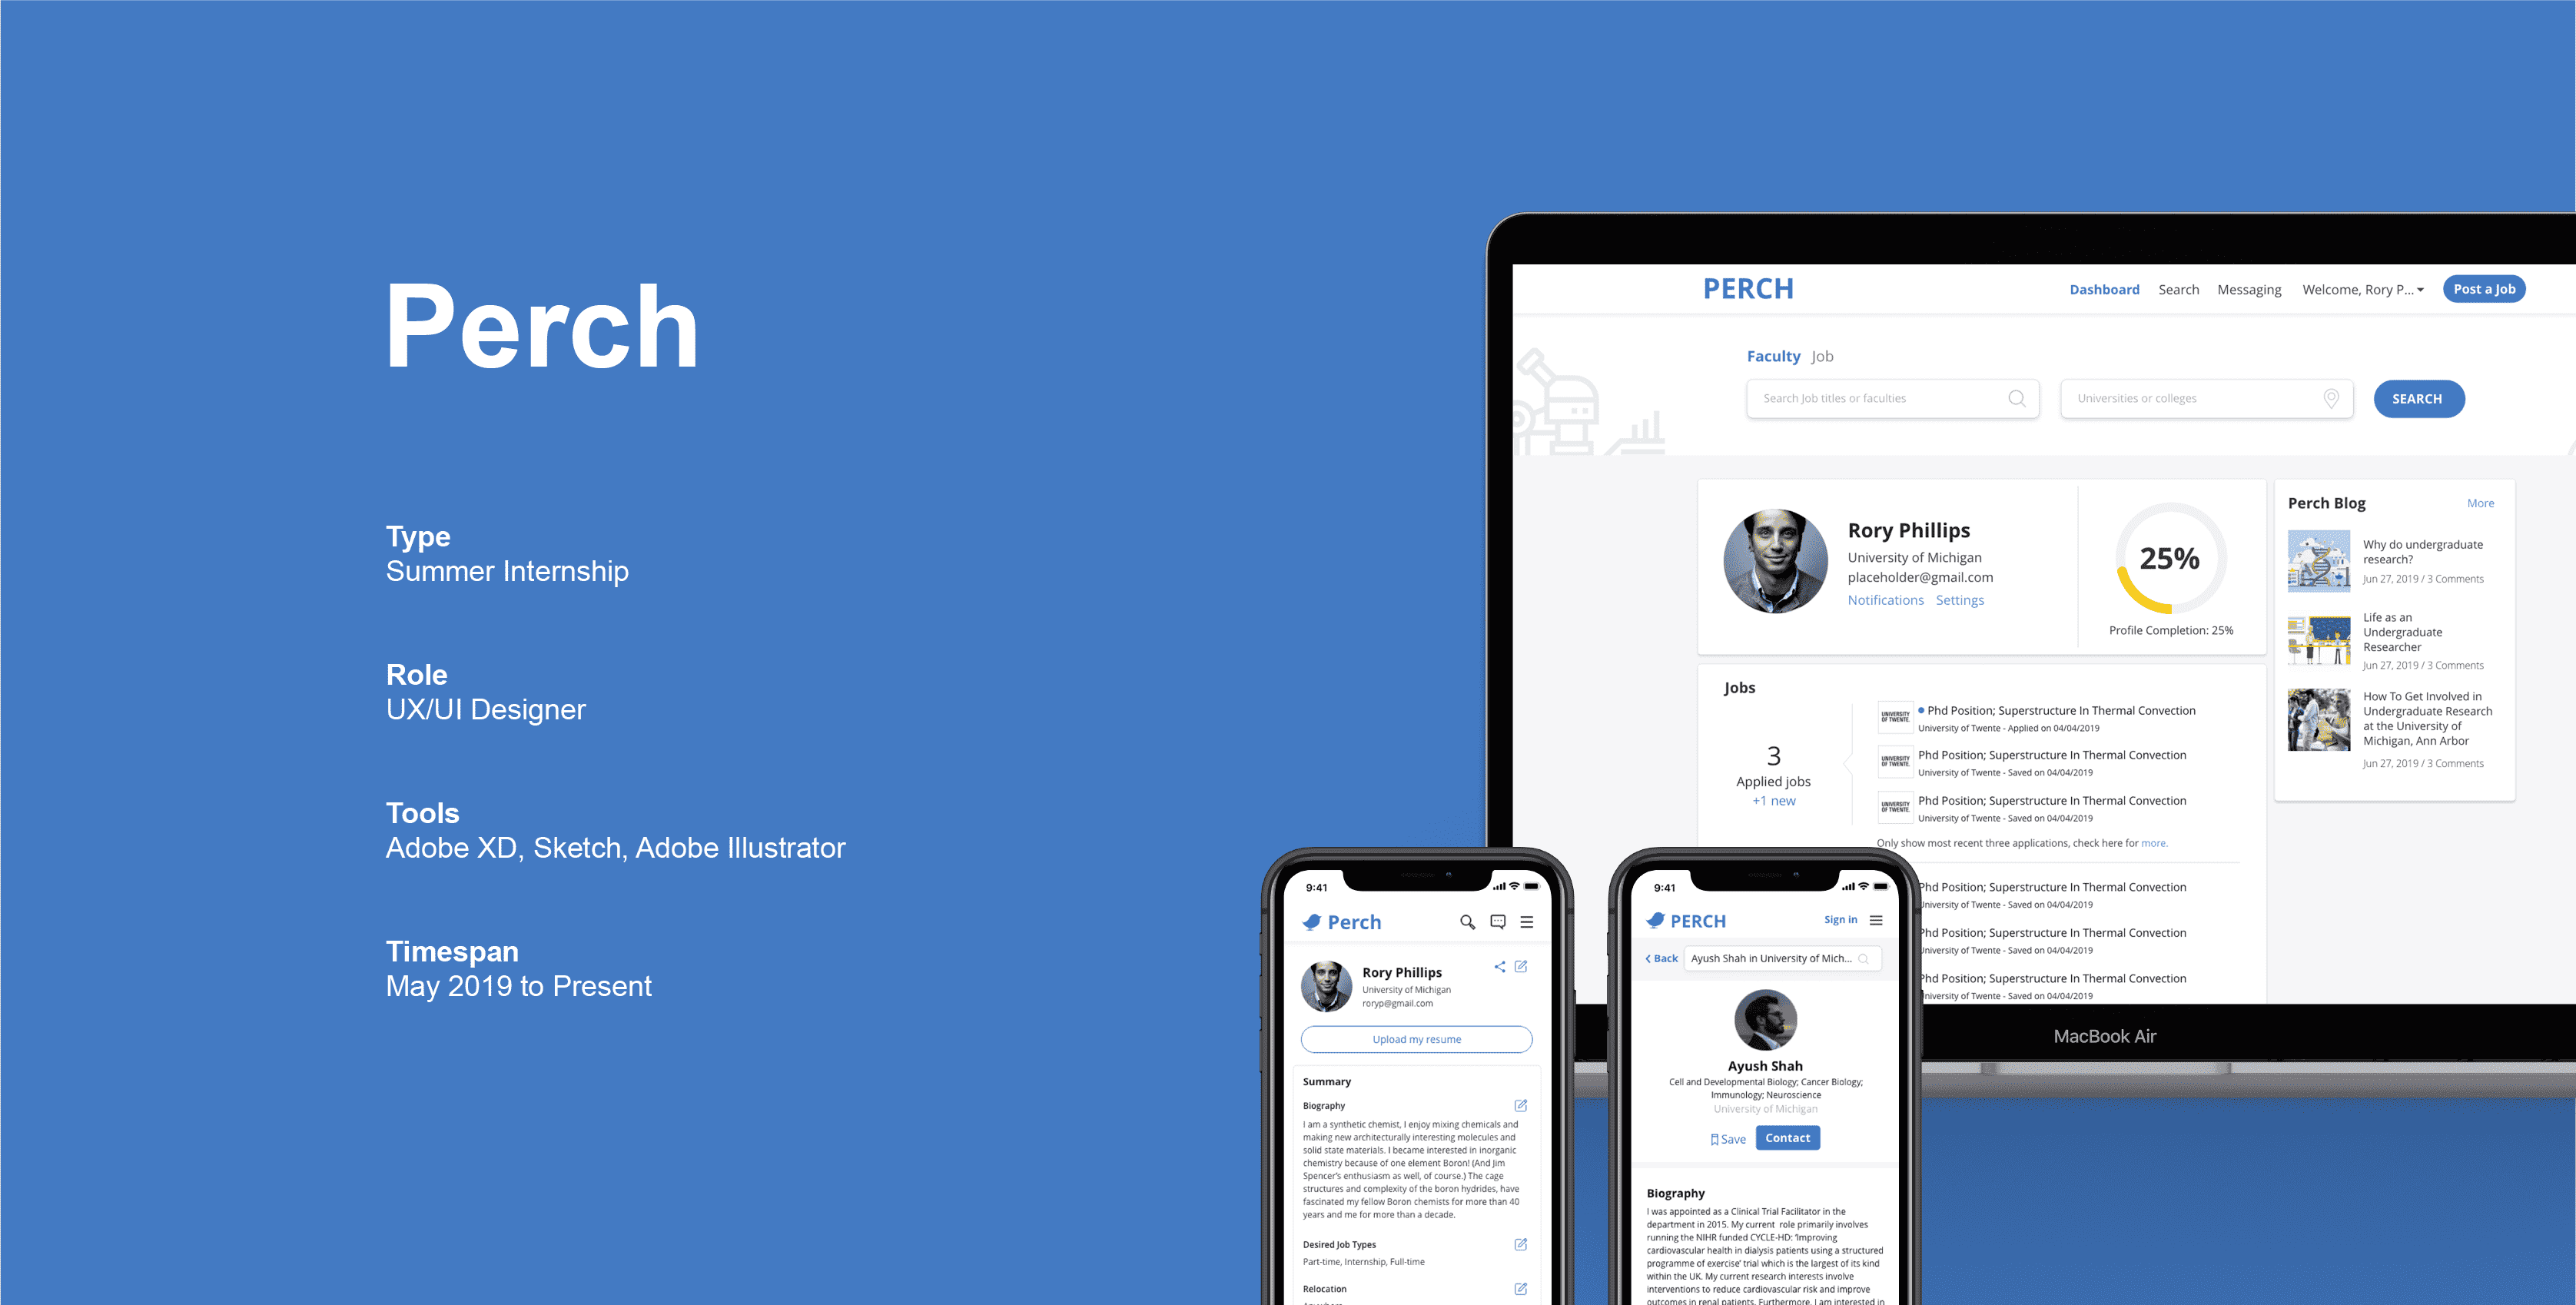 Perch
Type
Summer Internship
Role
UX/UI Designer
Tools
Adobe XD, Sketch, Adobe Illustrator
Timespan
May 2019 to Present
PERCH
Dashboard Search Messaging Welcome, Rory P... Post a Job
Faculty Job
Search Job titles or faculties
Universities or colleges
SEARCH
Rory Phillips
University of Michigan
placeholder@gmail.com
Notifications Settings
25%
Profile Completion: 25%
Perch Blog More
Why do undergraduate
research?
Jun 27, 2019 / 3 Comments
Life as an
Undergraduate
Researcher
Jun 27, 2019 / 3 Comments
How To Get Involved in
Undergraduate Research
at the University of
Michigan, Ann Arbor
Jun 27, 2019 / 3 Comments
Jobs
3
Applied jobs
+1 new
UNIVERSITY
OF TWENTE.
Phd Position; Superstructure In Thermal Convection
University of Twente - Applied on 04/04/2019
UNIVERSITY
OF TWENTE.
Phd Position; Superstructure In Thermal Convection
University of Twente - Saved on 04/04/2019
UNIVERSITY
OF TWENTE.
Phd Position; Superstructure In Thermal Convection
University of Twente - Saved on 04/04/2019
Only show most recent three applications, check here for more.
Phd Position; Superstructure In Thermal Convection
University of Twente - Saved on 04/04/2019
Phd Position; Superstructure In Thermal Convection
University of Twente - Saved on 04/04/2019
Phd Position; Superstructure In Thermal Convection
University of Twente - Saved on 04/04/2019
MacBook Air
9:41
Perch
Rory Phillips
University of Michigan
roryp@gmail.com
Upload my resume
Summary
Biography
I am a synthetic chemist, I enjoy mixing chemicals and
making new architecturally interesting molecules and
solid state materials. I became interested in inorganic
chemistry because of one element Boron! (And Jim
Spencer's enthusiasm as well, of course.) The cage
structures and complexity of the boron hydrides, have
fascinated my fellow Boron chemists for more than 40
years and me for more than a decade.
Desired Job Types
Part-time, Internship, Full-time
Relocation
9:41
PERCH Sign in
Back
Ayush Shah in University of Mich...
Ayush Shah
Cell and Developmental Biology; Cancer Biology;
Immunology; Neuroscience
University of Michigan
Save Contact
Biography
I was appointed as a Clinical Trial Facilitator in the
department in 2015. My current role primarily involves
running the NIHR funded CYCLE-HD: 'Improving
cardiovascular health in dialysis patients using a structured
programme of exercise' trial which is the largest of its kind
within the UK. My current research interests involve
interventions to reduce cardiovascular risk and improve
outcomes in renal patients. Furthermore, I am interested in